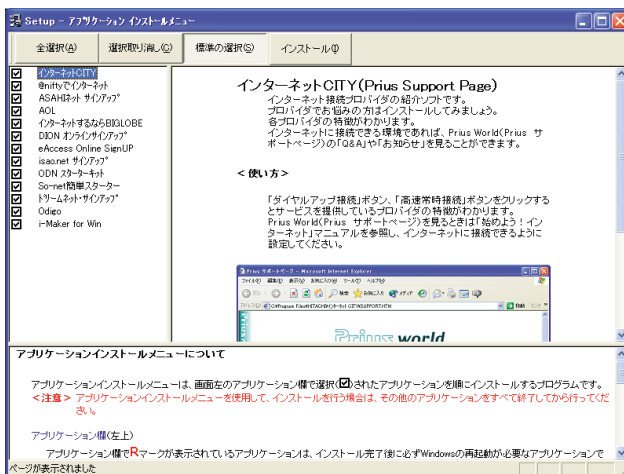 Setup - アプリケーション インストールメニュー
全選択(A) 選択取り消し(C) 標準の選択(S) インストール(I)
インターネットCITY
@niftyでインターネット
ASAHIネット サインアップ
AOL
インターネットするならBIGLOBE
DION オンラインサインアップ
eAccess Online SignUP
isao.net サインアップ
ODN スターターキット
So-net簡単スターター
ドリームネット・サインアップ
Odigo
i-Maker for Win
インターネットCITY(Prius Support Page)
インターネット接続プロバイダの紹介ソフトです。
プロバイダでお悩みの方はインストールしてみましょう。
各プロバイダの特徴がわかります。
インターネットに接続できる環境であれば、Prius World(Prius サ
ポートページ)の「Q&A」や「お知らせ」を見ることができます。
<使い方>
「ダイヤルアップ接続」ボタン、「高速常時接続」ボタンをクリックする
とサービスを提供しているプロバイダの特徴がわかります。
Prius World(Prius サポートページ)を見るときは「始めよう!イン
ターネット」マニュアルを参照し、インターネットに接続できるように
設定してください。
Prius サポートページ - Microsoft Internet Explorer
ファイル(F) 編集(E) 表示(V) お気に入り(A) ツール(T) ヘルプ(H)
検索 お気に入り メディア
Prius world
アプリケーションインストールメニューについて
アプリケーションインストールメニューは、画面左のアプリケーション欄で選択(☑)されたアプリケーションを順にインストールするプログラムです。
<注意> アプリケーションインストールメニューを使用して、インストールを行う場合は、その他のアプリケーションをすべて終了してから行ってくだ
さい。
アプリケーション欄(左上)
アプリケーション欄でRマークが表示されているアプリケーションは、インストール完了後に必ずWindowsの再起動が必要なアプリケーションで
ページが表示されました